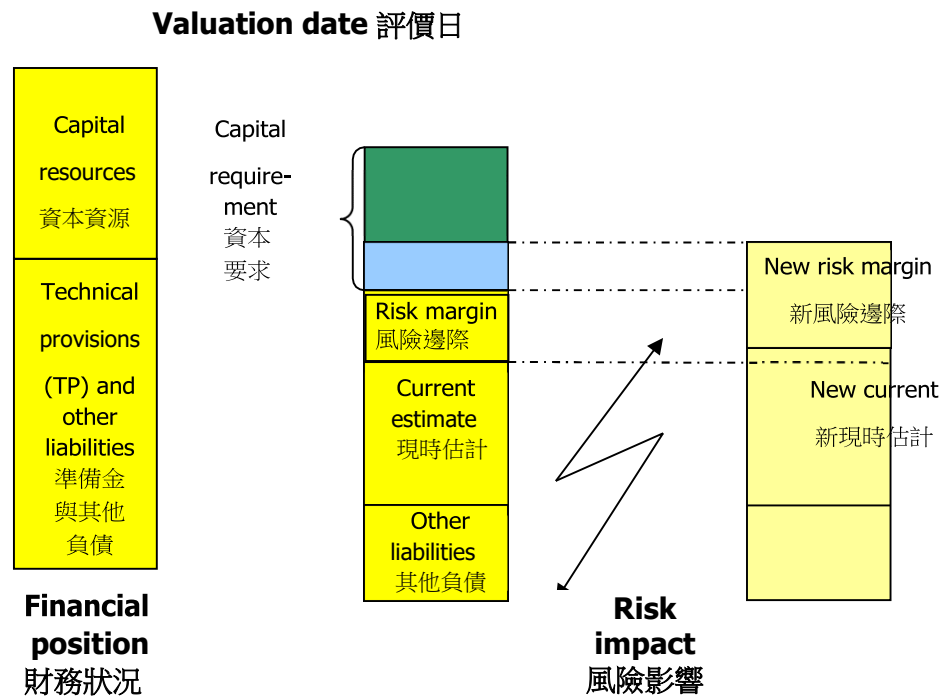 Valuation date 評價日
Capital
resources
資本資源
Technical
provisions
(TP) and
other
liabilities
準備金
與其他
負債
Financial
position
財務狀況
Capital
require-
ment
資本
要求
Risk margin
風險邊際
Current
estimate
現時估計
Other
liabilities
其他負債
New risk margin
新風險邊際
New current
新現時估計
Risk
impact
風險影響